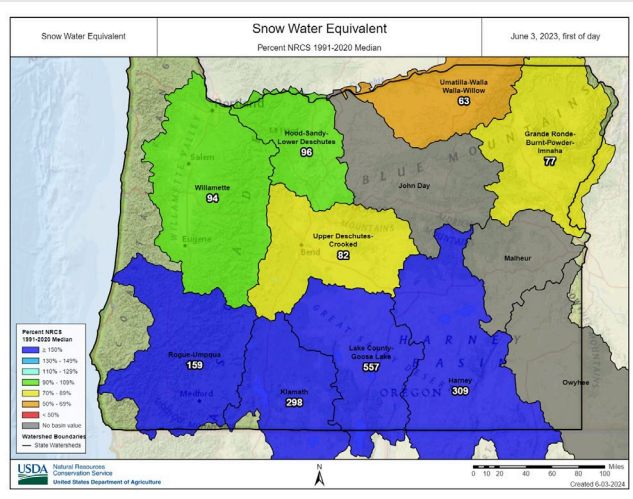 Snow Water Equivalent
Snow Water Equivalent
Percent NRCS 1991-2020 Median
June 3, 2023, first of day
Umatilla-Walla
Walla-Willow
63
Hood-Sandy-
Lower Deschutes
96
Grande Ronde-
Burnt-Powder-
Imnaha
77
BLUE MOUNTAINS
Salem
John Day
Willamette
94
WILLAMETTE VALLEY
Eugene
Upper Deschutes-
Crooked
82
Bend
MOUNTAINS
Malheur
GREAT
HARNEY
BASIN
Rogue-Umpqua
159
Medford
Lake County-
Goose Lake
557
Klamath
298
Harney
309
OREGON
Owyhee
Percent NRCS
1991-2020 Median
≥ 150%
130% - 149%
110% - 129%
90% - 109%
70% - 89%
50% - 69%
< 50%
No basin value
Watershed Boundaries
State Watersheds
USDA
Natural Resources
Conservation Service
United States Department of Agriculture
N
Miles
0 10 20 40 60 80 100
Created 6-03-2024